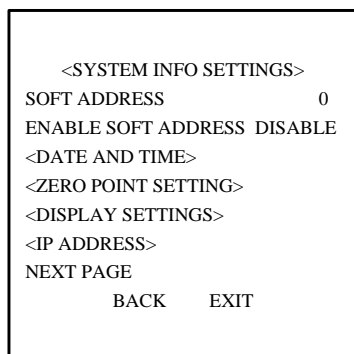 <SYSTEM INFO SETTINGS>
SOFT ADDRESS 0
ENABLE SOFT ADDRESS DISABLE
<DATE AND TIME>
<ZERO POINT SETTING>
<DISPLAY SETTINGS>
<IP ADDRESS>
NEXT PAGE
BACK EXIT